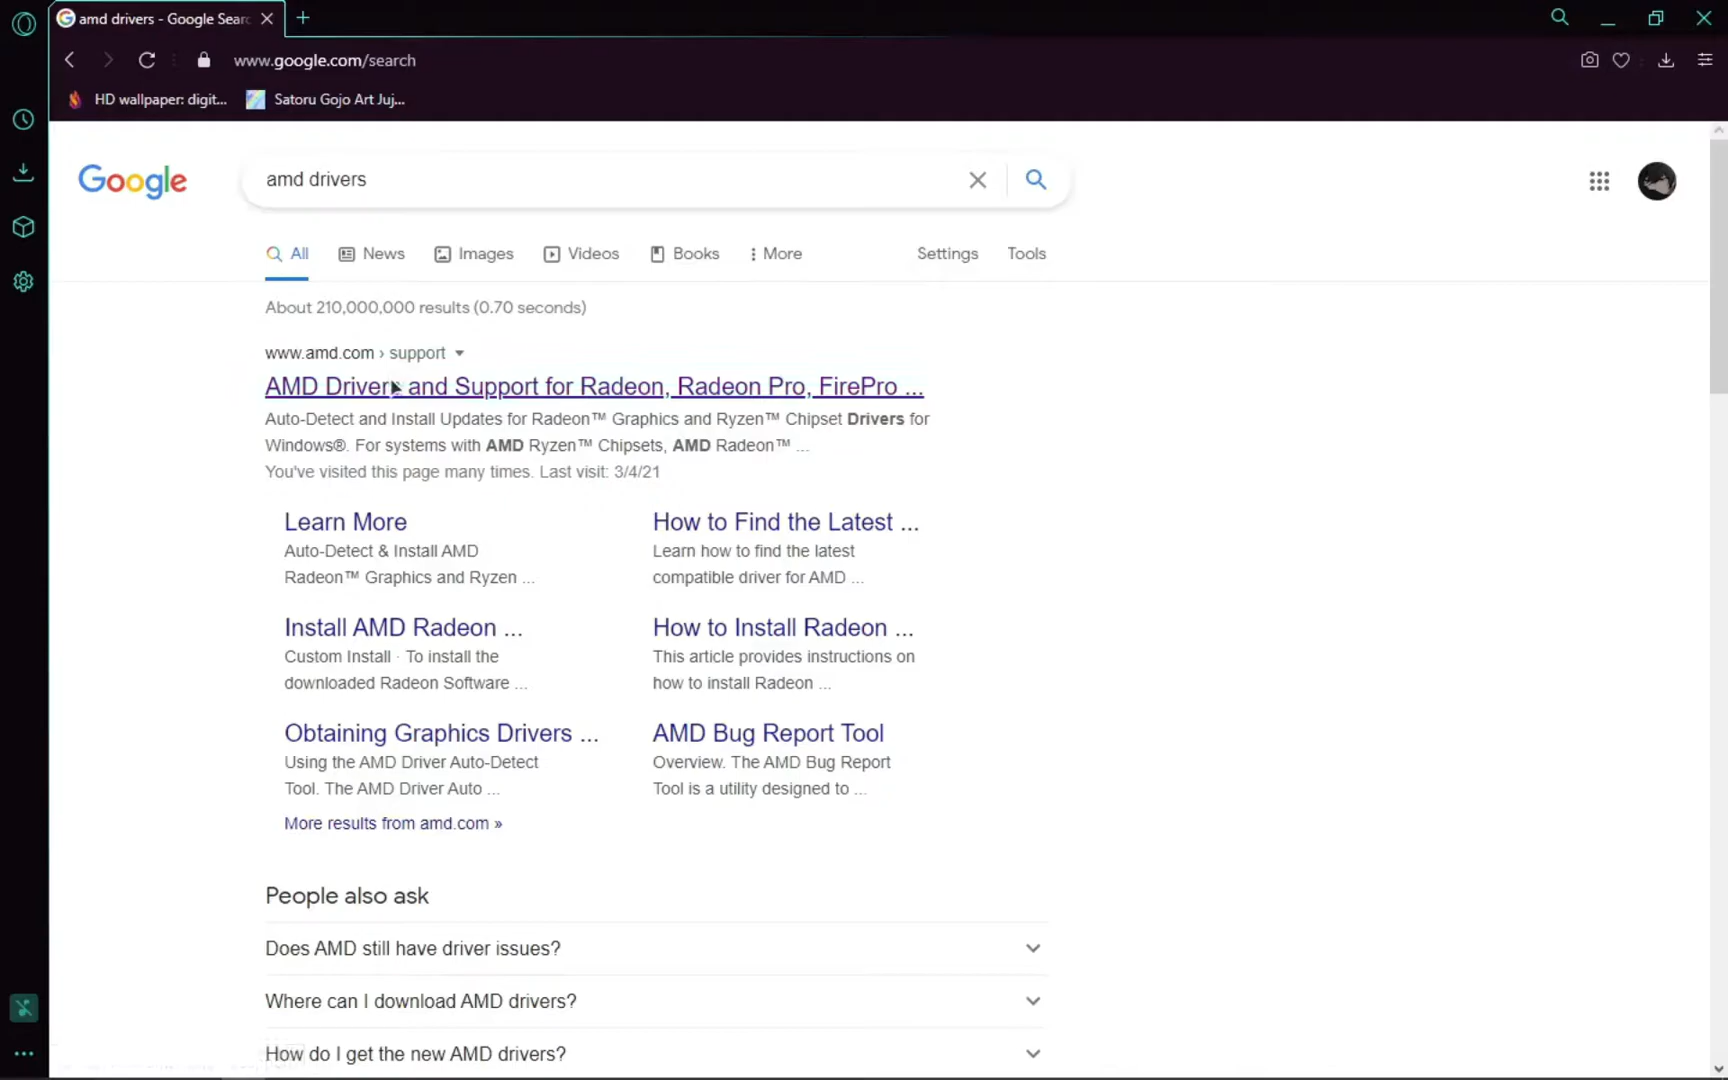 amd drivers - Google Searc
www.google.com/search
HD wallpaper: digit...
Satoru Gojo Art Juj...
Google
amd drivers
All
News
Images
Videos
Books
More
Settings
Tools
About 210,000,000 results (0.70 seconds)
www.amd.com › support
AMD Drivers and Support for Radeon, Radeon Pro, FirePro ...
Auto-Detect and Install Updates for Radeon™ Graphics and Ryzen™ Chipset Drivers for
Windows®. For systems with AMD Ryzen™ Chipsets, AMD Radeon™ ...
You've visited this page many times. Last visit: 3/4/21
Learn More
Auto-Detect & Install AMD
Radeon™ Graphics and Ryzen ...
How to Find the Latest ...
Learn how to find the latest
compatible driver for AMD ...
Install AMD Radeon ...
Custom Install · To install the
downloaded Radeon Software ...
How to Install Radeon ...
This article provides instructions on
how to install Radeon ...
Obtaining Graphics Drivers ...
Using the AMD Driver Auto-Detect
Tool. The AMD Driver Auto ...
AMD Bug Report Tool
Overview. The AMD Bug Report
Tool is a utility designed to ...
More results from amd.com »
People also ask
Does AMD still have driver issues?
Where can I download AMD drivers?
How do I get the new AMD drivers?